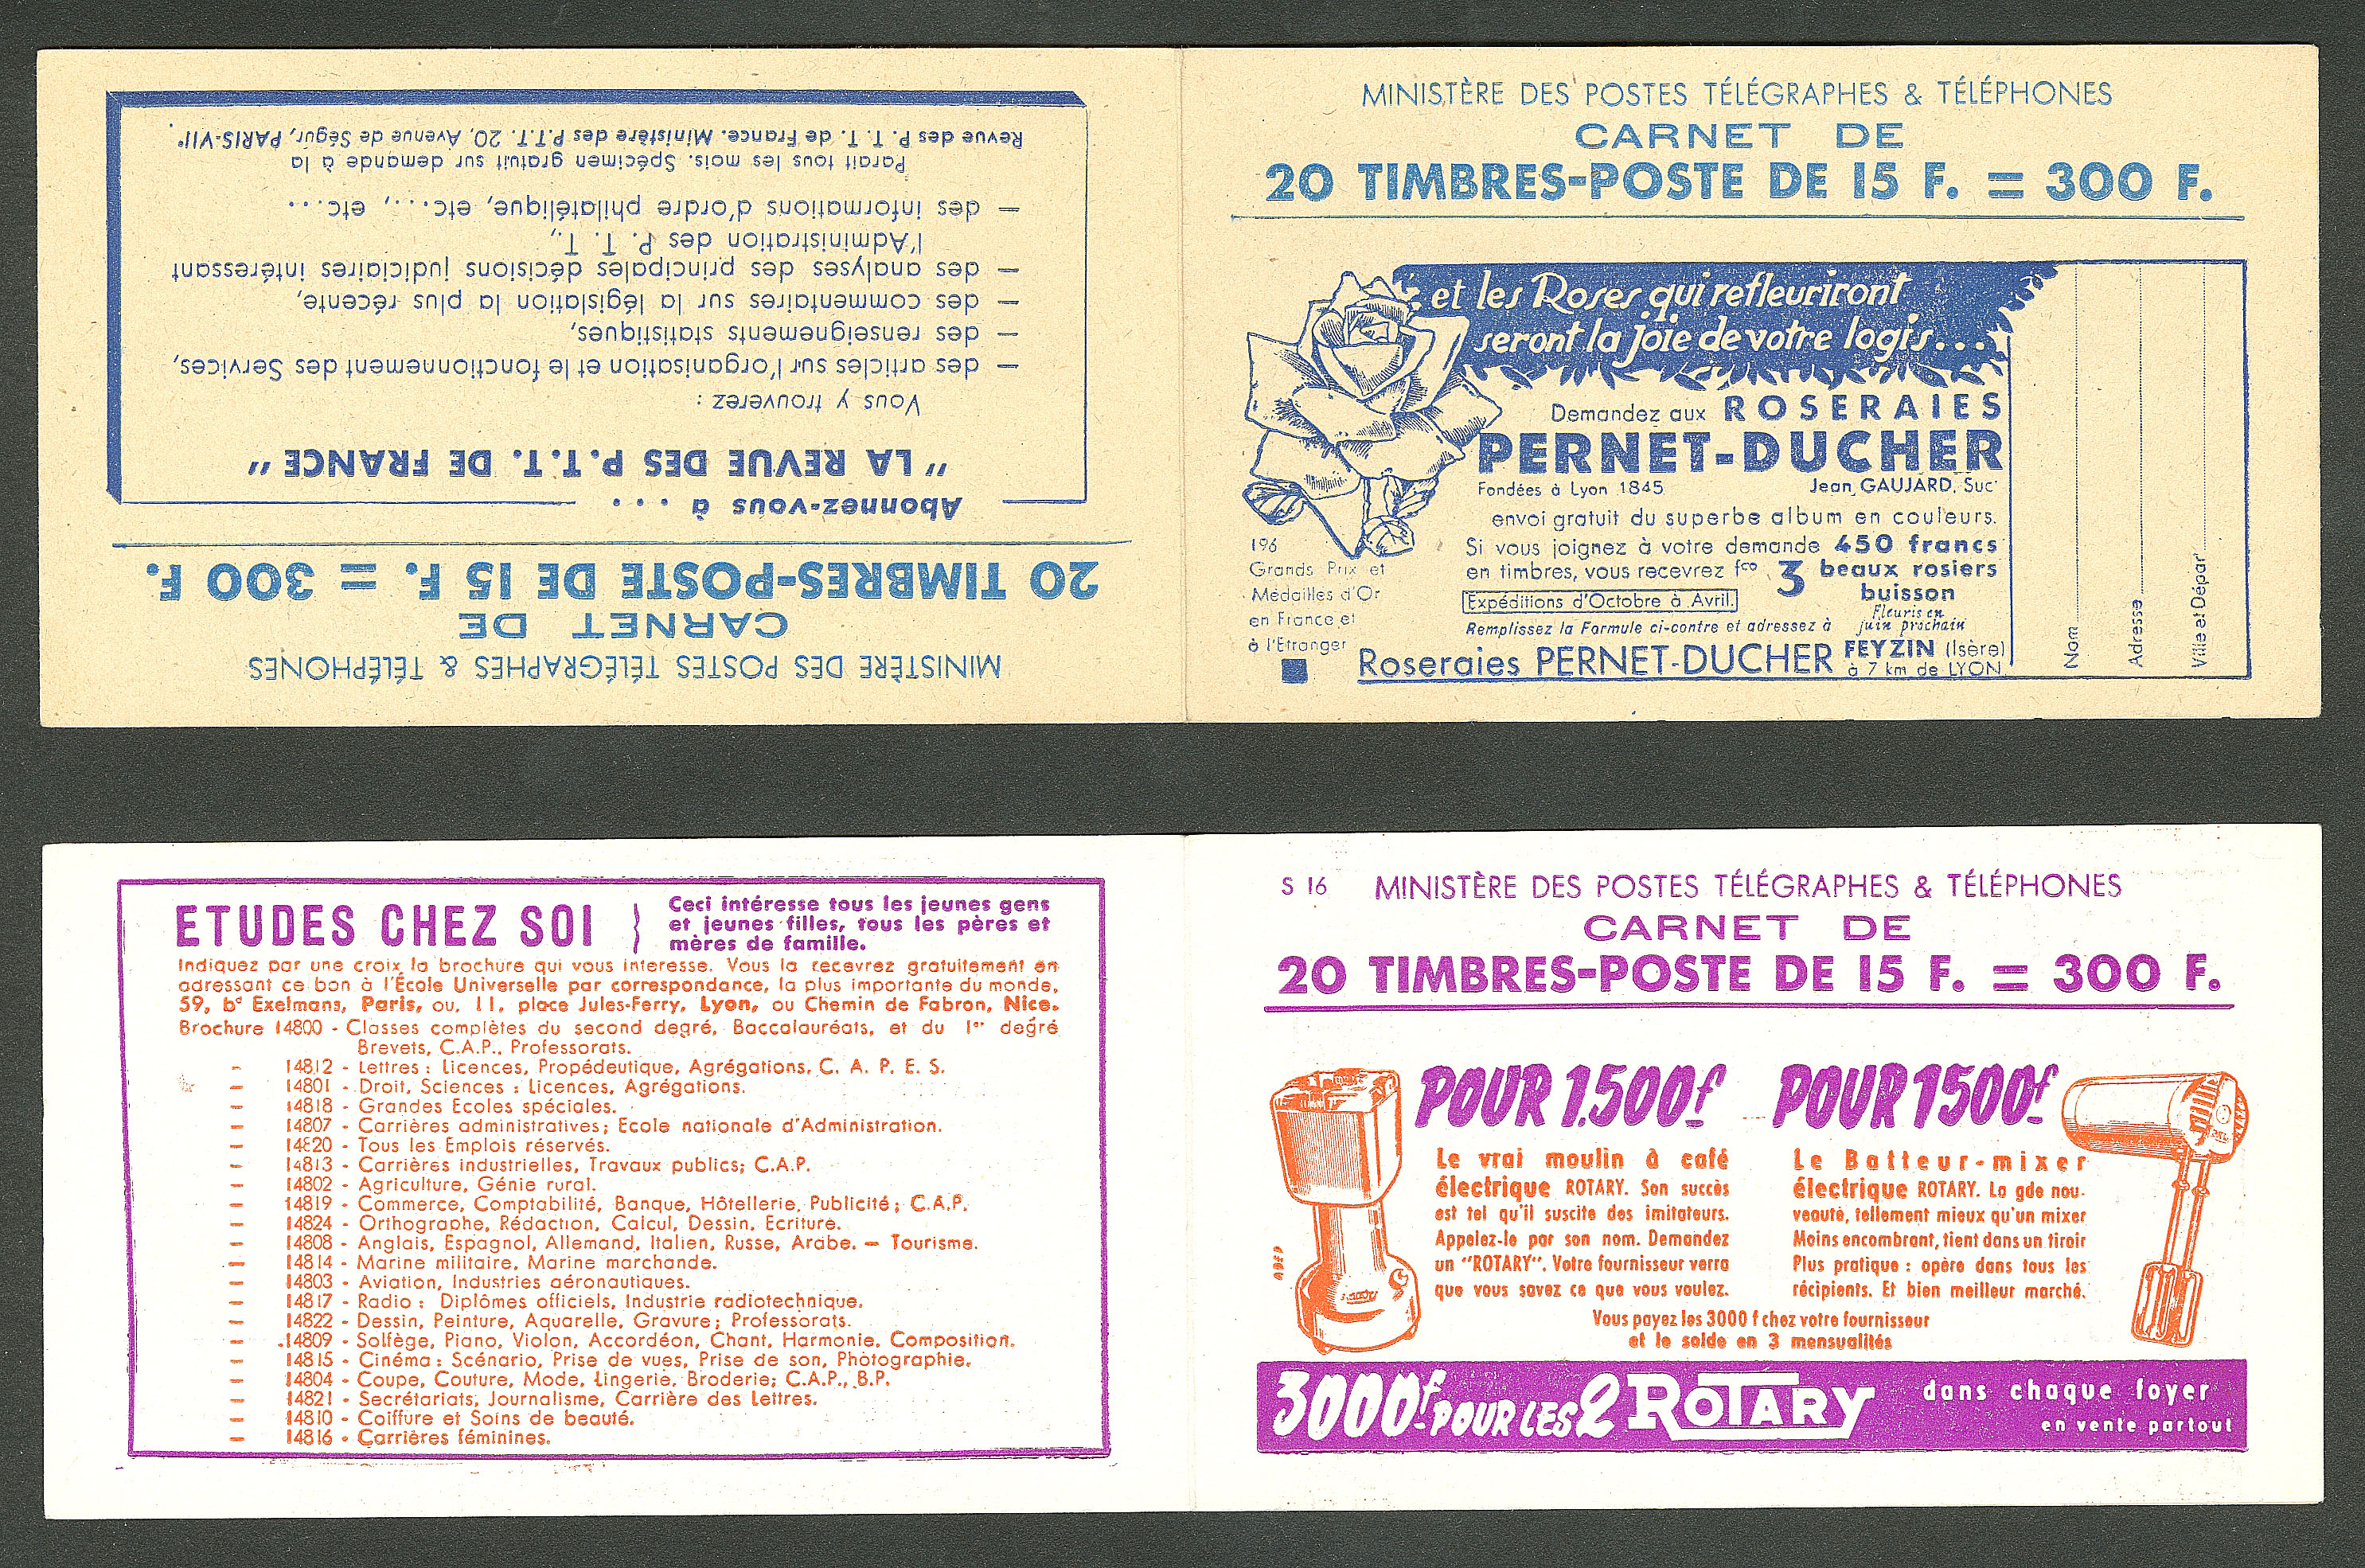 MINISTÈRE DES POSTES TÉLÉGRAPHES & TÉLÉPHONES
CARNET DE
20 TIMBRES-POSTE DE 15 F. = 300 F.
Abonnez-vous à ...
" LA REVUE DES P.T.T. DE FRANCE "
Vous y trouverez :
— des articles sur l'organisation et le fonctionnement des Services,
— des renseignements statistiques,
— des commentaires sur la législation la plus récente,
— des analyses des principales décisions judiciaires intéressant
l'Administration des P. T. T.,
— des informations d'ordre philatélique, etc..., etc...
Paraît tous les mois. Spécimen gratuit sur demande à la
Revue des P. T. T. de France. Ministère des P.T.T. 20, Avenue de Ségur, PARIS-VIIe.
MINISTÈRE DES POSTES TÉLÉGRAPHES & TÉLÉPHONES
CARNET DE
20 TIMBRES-POSTE DE 15 F. = 300 F.
et les Roses qui refleuriront
seront la joie de votre logis...
Demandez aux ROSERAIES
PERNET-DUCHER
Fondées à Lyon 1845 Jean GAUJARD, Sucr
envoi gratuit du superbe album en couleurs.
Si vous joignez à votre demande 450 francs
en timbres, vous recevrez fco 3 beaux rosiers
buisson
Expéditions d'Octobre à Avril.
Fleuris en
juin prochain
Remplissez la Formule ci-contre et adressez à
Roseraies PERNET-DUCHER FEYZIN (Isère)
à 7 km de LYON
196
Grands Prix et
Médailles d'Or
en France et
à l'Etranger
Nom
Adresse
Ville et Dépar'
ETUDES CHEZ SOI
Ceci intéresse tous les jeunes gens
et jeunes filles, tous les pères et
mères de famille.
Indiquez par une croix la brochure qui vous interesse. Vous la recevrez gratuitement en
adressant ce bon à l'École Universelle par correspondance, la plus importante du monde,
59, bd Exelmans, Paris, ou, 11, place Jules-Ferry, Lyon, ou Chemin de Fabron, Nice.
Brochure 14800 - Classes complètes du second degré, Baccalauréats, et du 1er degré
Brevets, C.A.P., Professorats.
— 14812 - Lettres : Licences, Propédeutique, Agrégations, C. A. P. E. S.
— 14801 - Droit, Sciences : Licences, Agrégations.
— 14818 - Grandes Ecoles spéciales.
— 14807 - Carrières administratives; Ecole nationale d'Administration.
— 14820 - Tous les Emplois réservés.
— 14813 - Carrières industrielles, Travaux publics; C.A.P.
— 14802 - Agriculture, Génie rural.
— 14819 - Commerce, Comptabilité, Banque, Hôtellerie, Publicité; C.A.P.
— 14824 - Orthographe, Rédaction, Calcul, Dessin, Ecriture.
— 14808 - Anglais, Espagnol, Allemand, Italien, Russe, Arabe. — Tourisme.
— 14814 - Marine militaire, Marine marchande.
— 14803 - Aviation, Industries aéronautiques.
— 14817 - Radio : Diplômes officiels, Industrie radiotechnique.
— 14822 - Dessin, Peinture, Aquarelle, Gravure; Professorats.
— 14809 - Solfège, Piano, Violon, Accordéon, Chant, Harmonie, Composition.
— 14815 - Cinéma : Scénario, Prise de vues, Prise de son, Photographie.
— 14804 - Coupe, Couture, Mode, Lingerie, Broderie; C.A.P., B.P.
— 14821 - Secrétariats, Journalisme, Carrière des Lettres.
— 14810 - Coiffure et Soins de beauté.
— 14816 - Carrières féminines.
S 16 MINISTÈRE DES POSTES TÉLÉGRAPHES & TÉLÉPHONES
CARNET DE
20 TIMBRES-POSTE DE 15 F. = 300 F.
POUR 1.500f
Le vrai moulin à café
électrique ROTARY. Son succès
est tel qu'il suscite des imitateurs.
Appelez-le par son nom. Demandez
un "ROTARY". Votre fournisseur verra
que vous savez ce que vous voulez.
POUR 1500f
Le Batteur-mixer
électrique ROTARY. La gde nou-
veauté, tellement mieux qu'un mixer
Moins encombrant, tient dans un tiroir
Plus pratique : opère dans tous les
récipients. Et bien meilleur marché.
Vous payez les 3000 f chez votre fournisseur
et le solde en 3 mensualités
3000f. POUR LES 2 ROTARY dans chaque foyer
en vente partout